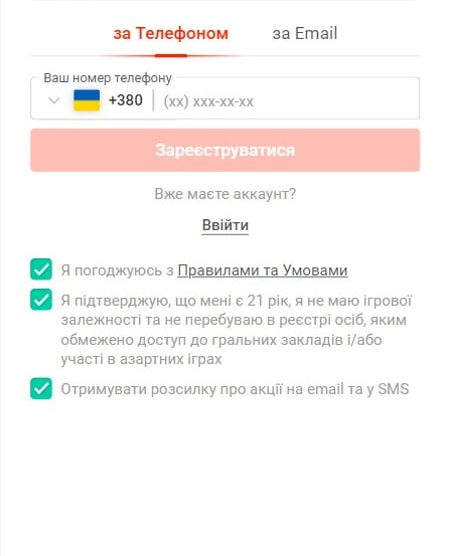 за Телефоном за Email
Ваш номер телефону
+380 (xx) xxx-xx-xx
Зареєструватися
Вже маєте аккаунт?
Ввійти
Я погоджуюсь з Правилами та Умовами
Я підтверджую, що мені є 21 рік, я не маю ігрової
залежності та не перебуваю в реєстрі осіб, яким
обмежено доступ до гральних закладів і/або
участі в азартних іграх
Отримувати розсилку про акції на email та у SMS